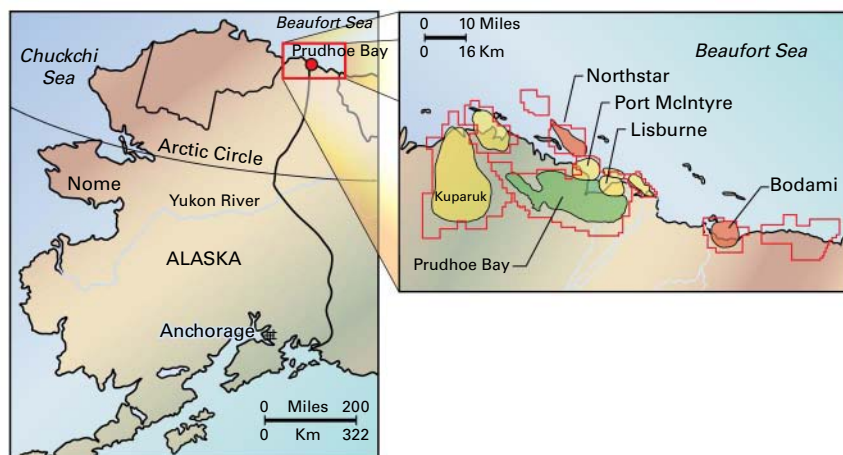 Beaufort Sea
Chuckchi
Sea
Prudhoe Bay
Arctic Circle
Nome
Yukon River
ALASKA
Anchorage
0 Miles 200
0 Km 322
0 10 Miles
0 16 Km
Beaufort Sea
Northstar
Port McIntyre
Lisburne
Bodami
Kuparuk
Prudhoe Bay